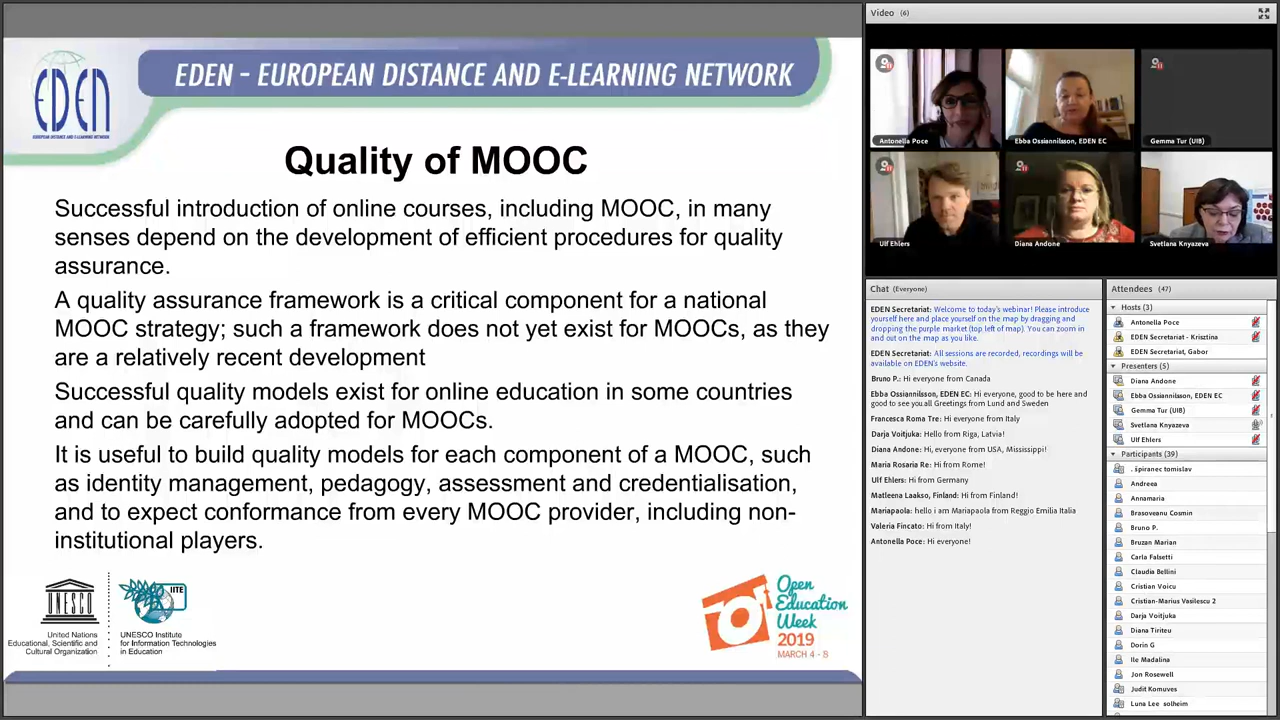 EDEN
EUROPEAN DISTANCE AND E-LEARNING NETWORK
EDEN - EUROPEAN DISTANCE AND E-LEARNING NETWORK
Quality of MOOC
Successful introduction of online courses, including MOOC, in many
senses depend on the development of efficient procedures for quality
assurance.
A quality assurance framework is a critical component for a national
MOOC strategy; such a framework does not yet exist for MOOCs, as they
are a relatively recent development
Successful quality models exist for online education in some countries
and can be carefully adopted for MOOCs.
It is useful to build quality models for each component of a MOOC, such
as identity management, pedagogy, assessment and credentialisation,
and to expect conformance from every MOOC provider, including non-
institutional players.
UNESCO
United Nations
Educational, Scientific and
Cultural Organization
IITE
UNESCO Institute
for Information Technologies
in Education
Open
Education
Week
2019
MARCH 4 - 8
Video (6)
Antonella Poce
Ebba Ossiannilsson, EDEN EC
Gemma Tur (UIB)
Ulf Ehlers
Diana Andone
Svetlana Knyazeva
Chat (Everyone)
EDEN Secretariat: Welcome to today's webinar! Please introduce
yourself here and place yourself on the map by dragging and
dropping the purple market (top left of map). You can zoom in
and out on the map as you like.
EDEN Secretariat: All sessions are recorded, recordings will be
available on EDEN's website.
Bruno P.: Hi everyone from Canada
Ebba Ossiannilsson, EDEN EC: Hi everyone, good to be here and
good to see you all Greetings from Lund and Sweden
Francesca Roma Tre: Hi everyone from Italy
Darja Voitjuka: Hello from Riga, Latvia!
Diana Andone: Hi, everyone from USA, Mississippi!
Maria Rosaria Re: Hi from Rome!
Ulf Ehlers: Hi from Germany
Matleena Laakso, Finland: Hi from Finland!
Mariapaola: hello i am Mariapaola from Reggio Emilia Italia
Valeria Fincato: Hi from Italy!
Antonella Poce: Hi everyone!
Attendees (47)
Hosts (3)
Antonella Poce
EDEN Secretariat - Krisztina
EDEN Secretariat, Gabor
Presenters (5)
Diana Andone
Ebba Ossiannilsson, EDEN EC
Gemma Tur (UIB)
Svetlana Knyazeva
Ulf Ehlers
Participants (39)
. špiranec tomislav
Andreea
Annamaria
Brasoveanu Cosmin
Bruno P.
Bruzan Marian
Carla Falsetti
Claudia Bellini
Cristian Voicu
Cristian-Marius Vasilescu 2
Darja Voitjuka
Diana Tiriteu
Dorin G
Ile Madalina
Jon Rosewell
Judit Komuves
Luna Lee solheim